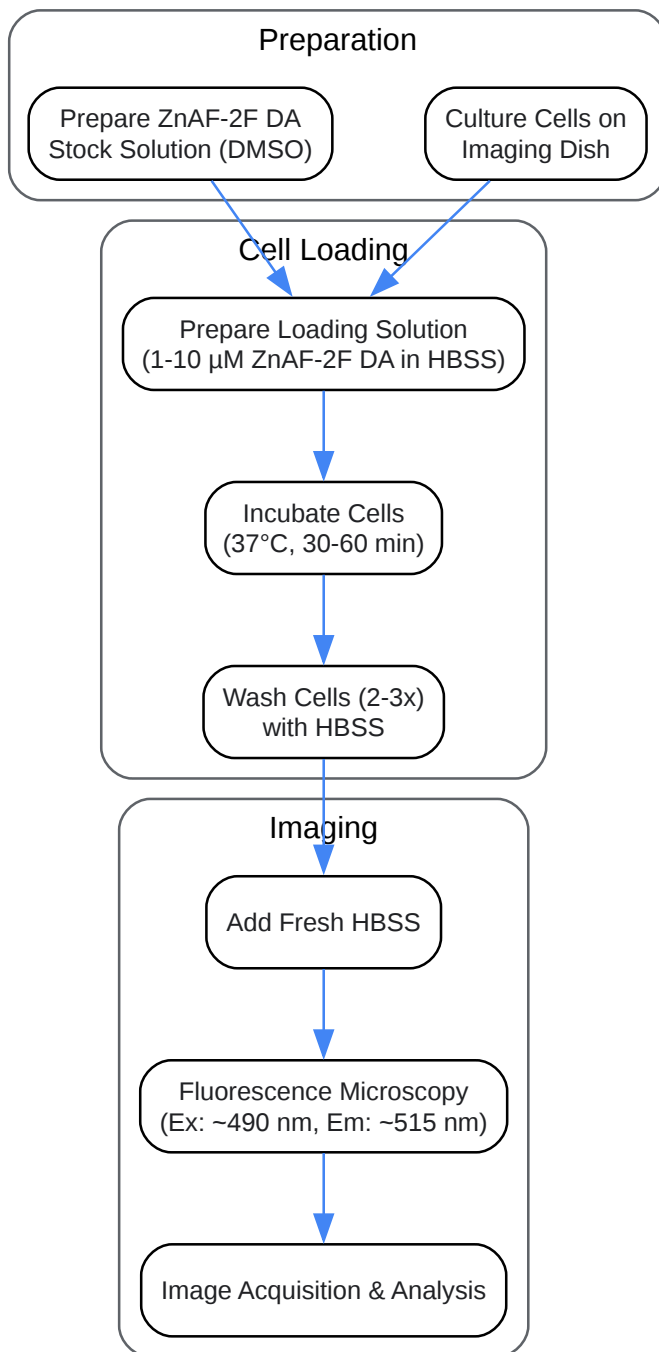 Preparation
Prepare ZnAF-2F DA
Stock Solution (DMSO)
Culture Cells on
Imaging Dish
Cell Loading
Prepare Loading Solution
(1-10 µM ZnAF-2F DA in HBSS)
Incubate Cells
(37°C, 30-60 min)
Wash Cells (2-3x)
with HBSS
Imaging
Add Fresh HBSS
Fluorescence Microscopy
(Ex: ~490 nm, Em: ~515 nm)
Image Acquisition & Analysis